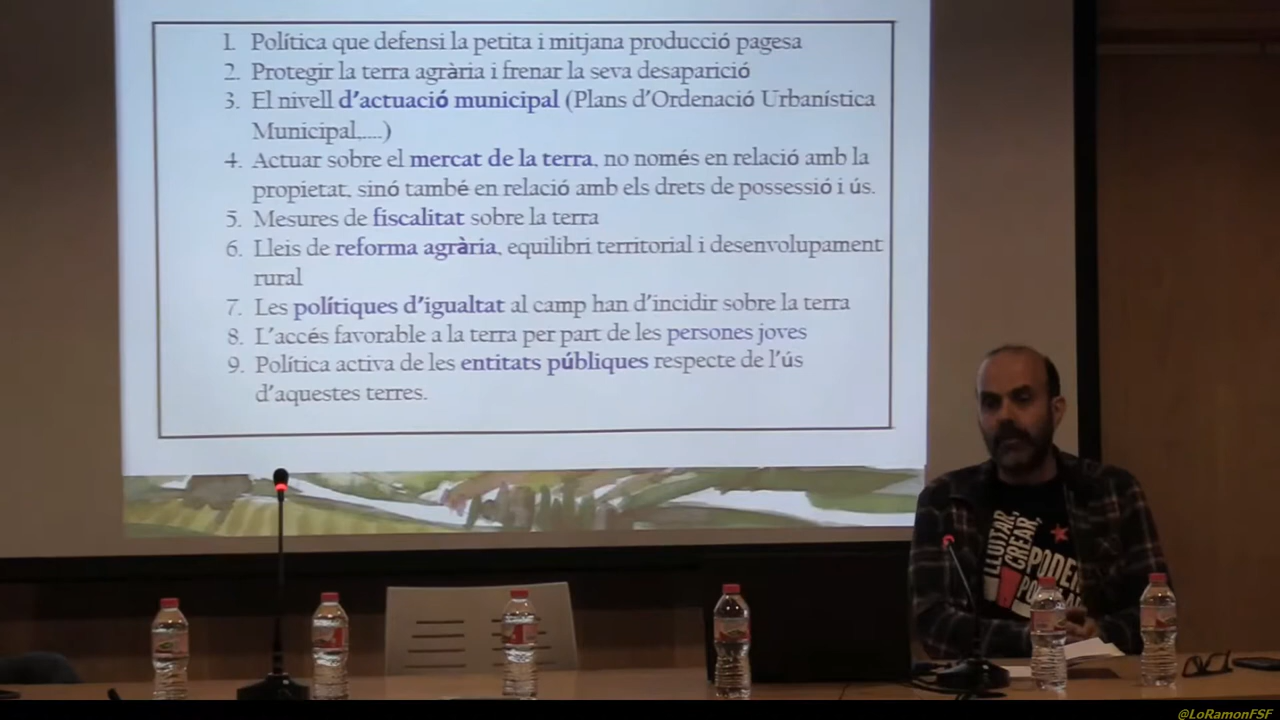 1. Política que defensi la petita i mitjana producció pagesa
2. Protegir la terra agrària i frenar la seva desaparició
3. El nivell d'actuació municipal (Plans d'Ordenació Urbanística
Municipal,....)
4. Actuar sobre el mercat de la terra, no només en relació amb la
propietat, sinó també en relació amb els drets de possessió i ús.
5. Mesures de fiscalitat sobre la terra
6. Lleis de reforma agrària, equilibri territorial i desenvolupament
rural
7. Les polítiques d'igualtat al camp han d'incidir sobre la terra
8. L'accés favorable a la terra per part de les persones joves
9. Política activa de les entitats públiques respecte de l'ús
d'aquestes terres.
LLUITAR,
CREAR,
@LoRamonFSF